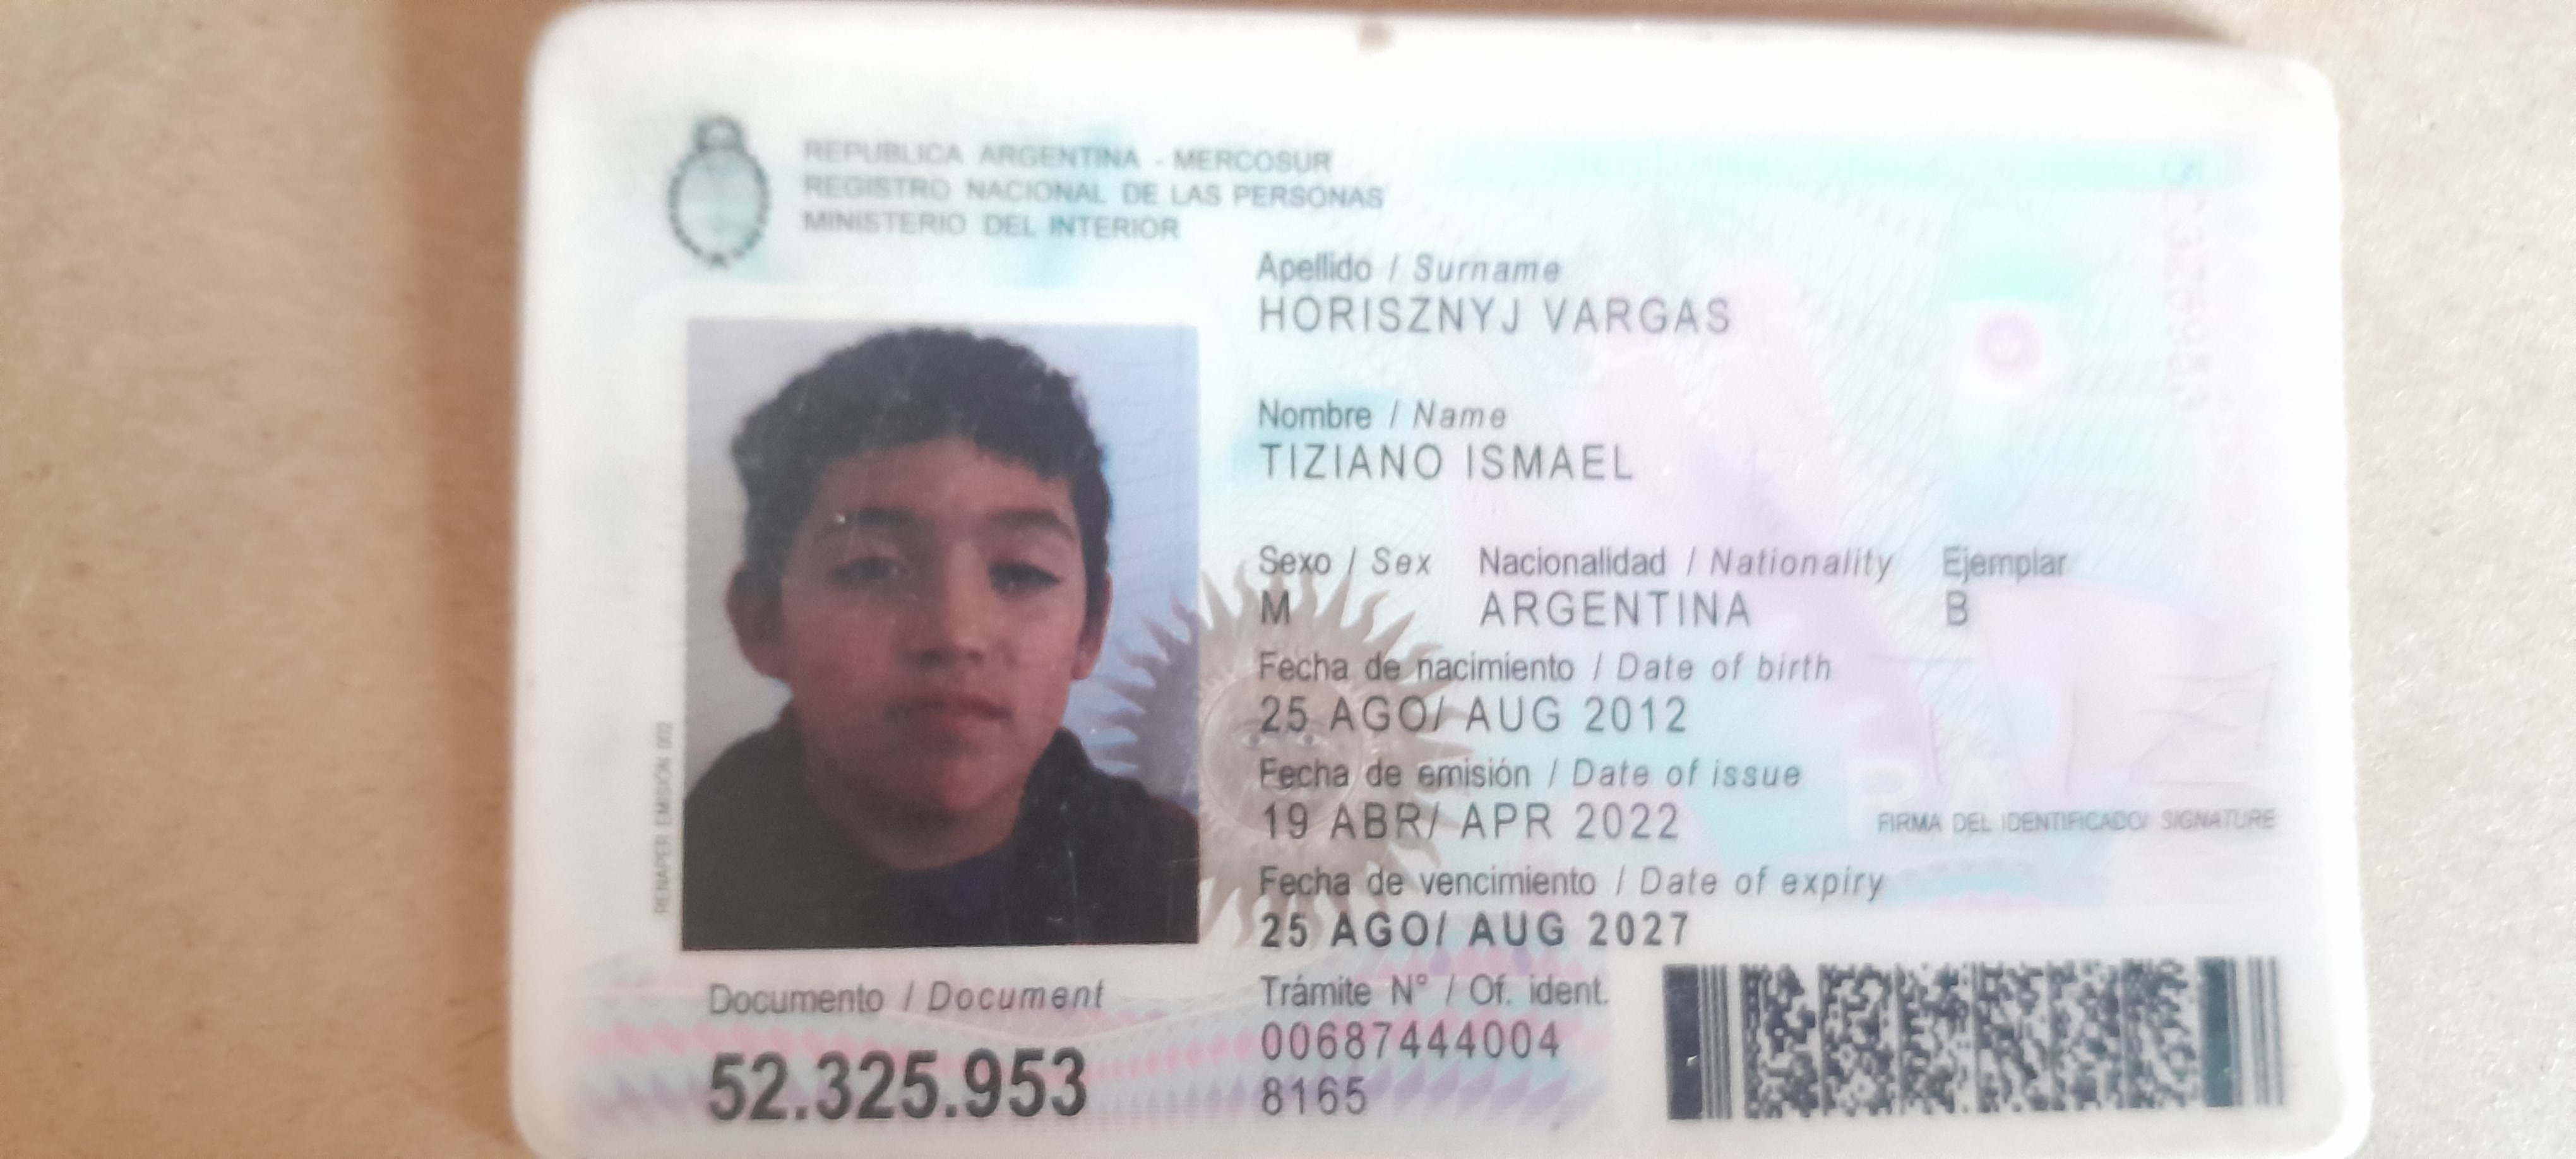 REPUBLICA ARGENTINA - MERCOSUR
REGISTRO NACIONAL DE LAS PERSONAS
MINISTERIO DEL INTERIOR
RENAPER EMISIÓN 002
Apellido / Surname
HORISZNYJ VARGAS
Nombre / Name
TIZIANO ISMAEL
Sexo / Sex Nacionalidad / Nationality Ejemplar
M ARGENTINA B
Fecha de nacimiento / Date of birth
25 AGO/ AUG 2012
Fecha de emisión / Date of issue
19 ABR/ APR 2022
Fecha de vencimiento / Date of expiry
25 AGO/ AUG 2027
FIRMA DEL IDENTIFICADO/ SIGNATURE
Documento / Document
52.325.953
Trámite N° / Of. ident.
00687444004
8165